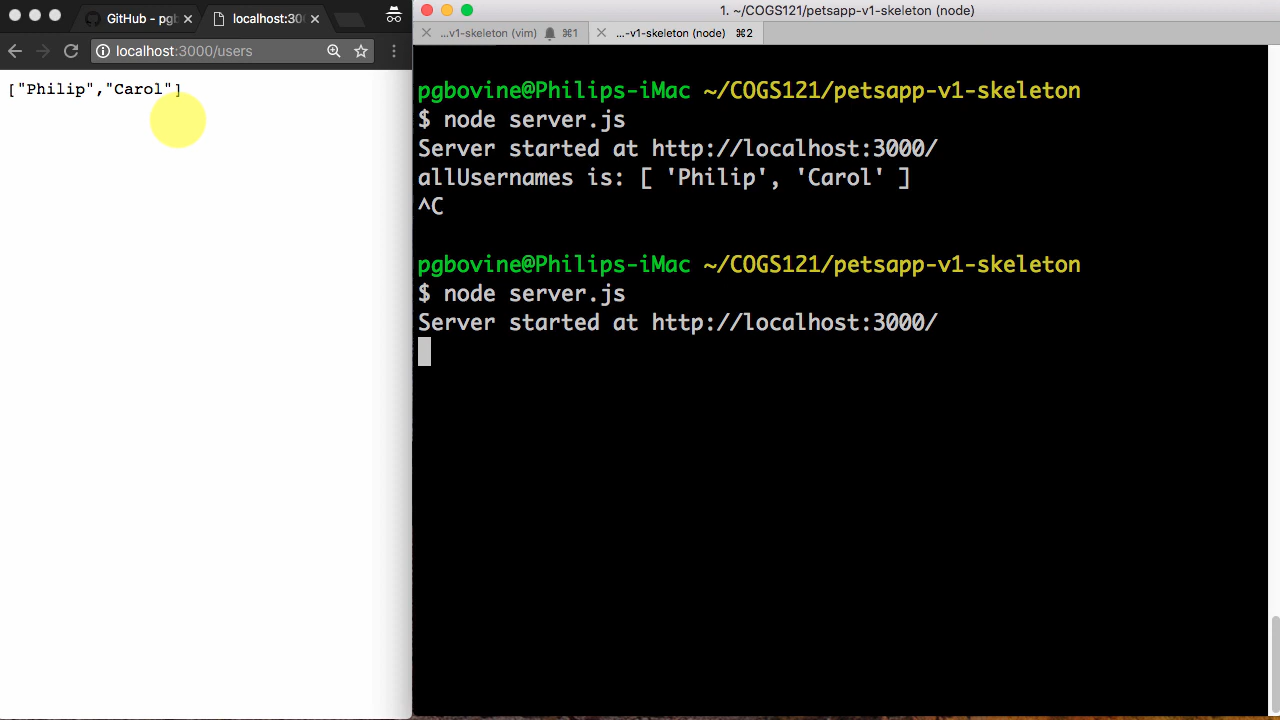 GitHub - pgb
localhost:300
localhost:3000/users
["Philip","Carol"]
1. ~/COGS121/petsapp-v1-skeleton (node)
...v1-skeleton (vim) ⌘1
...-v1-skeleton (node) ⌘2
pgbovine@Philips-iMac ~/COGS121/petsapp-v1-skeleton
$ node server.js
Server started at http://localhost:3000/
allUsernames is: [ 'Philip', 'Carol' ]
^C
pgbovine@Philips-iMac ~/COGS121/petsapp-v1-skeleton
$ node server.js
Server started at http://localhost:3000/